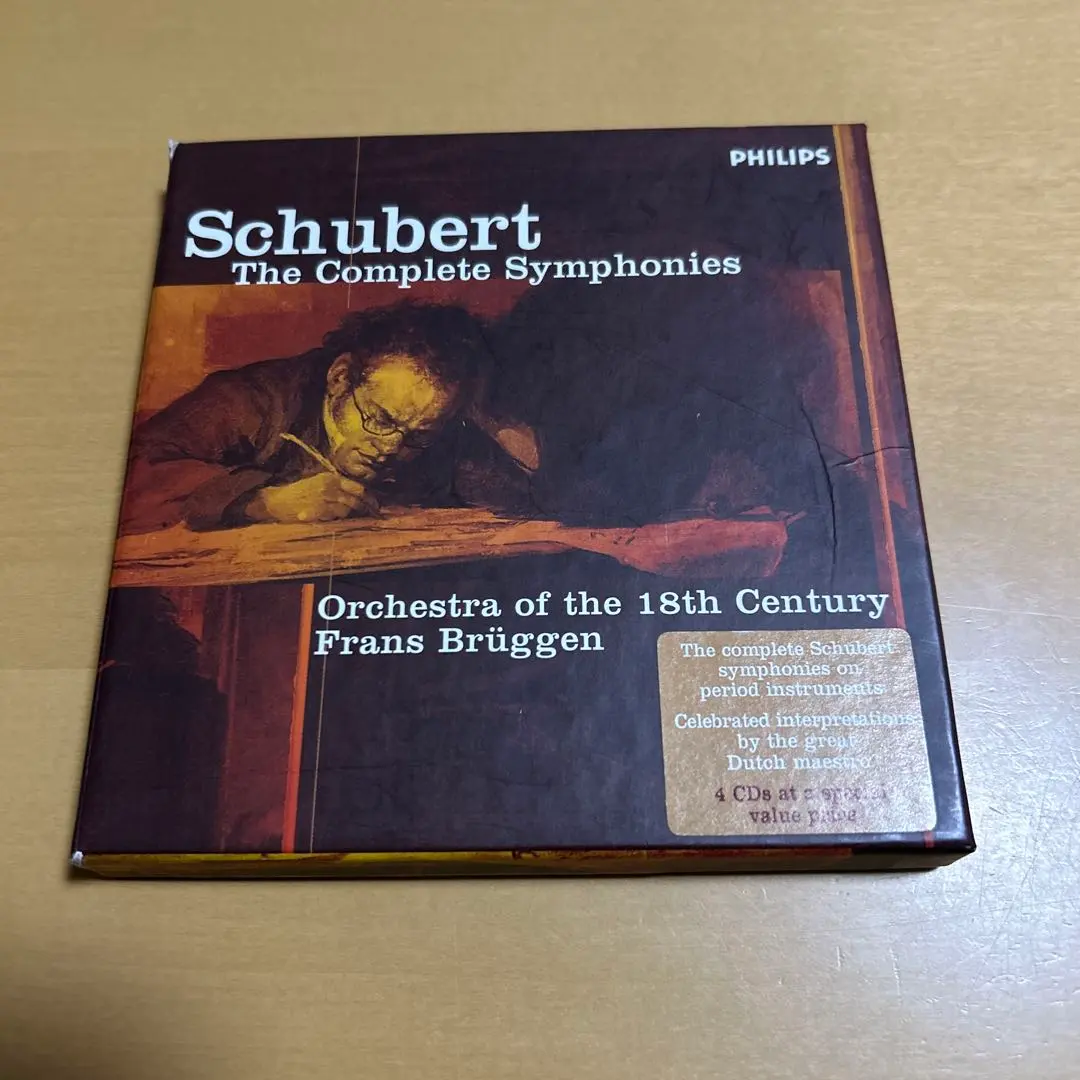 PHILIPS
Schubert
The Complete Symphonies
Orchestra of the 18th Century
Frans Brüggen
The complete Schubert
symphonies on
period instruments
Celebrated interpretations
by the great
Dutch maestro
4 CDs at a special
value price